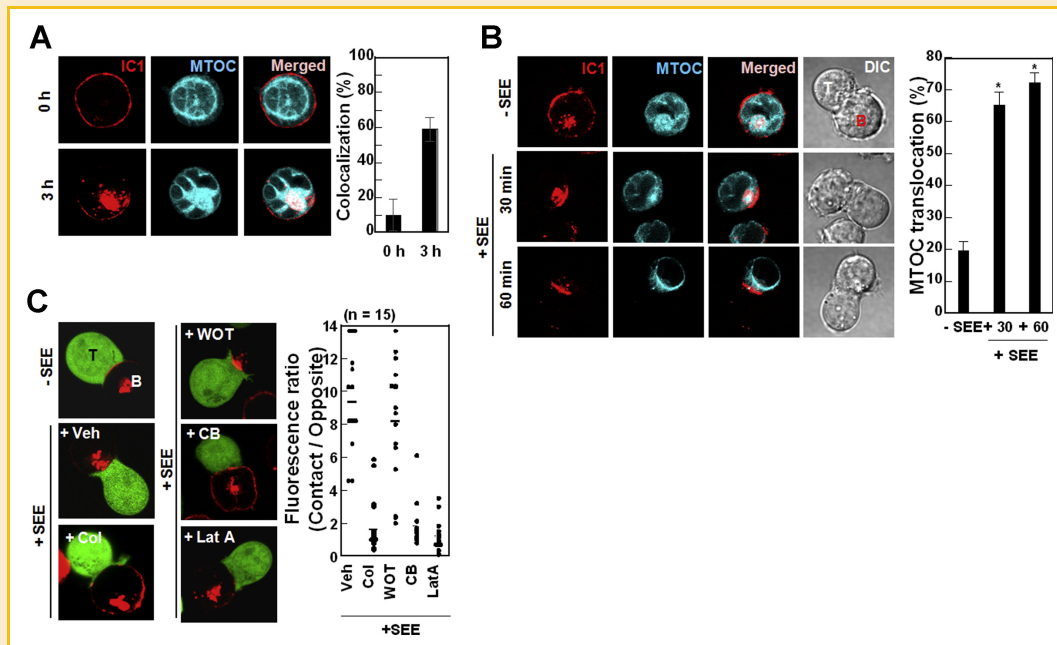 A
IC1 MTOC Merged
0 h
3 h
Colocalization (%)
100
80
60
40
20
0
0 h 3 h
B
IC1 MTOC Merged DIC
- SEE
T
B
+ SEE
30 min
60 min
MTOC translocation (%)
80
70
60
50
40
30
20
10
0
* *
- SEE + 30 + 60
+ SEE
C
- SEE
T
B
+ WOT
+ SEE
+ Veh
+ SEE
+ CB
+ Col
+ Lat A
(n = 15)
Fluorescence ratio
(Contact / Opposite)
14
12
10
8
6
4
2
0
Veh Col WOT CB LatA
+SEE